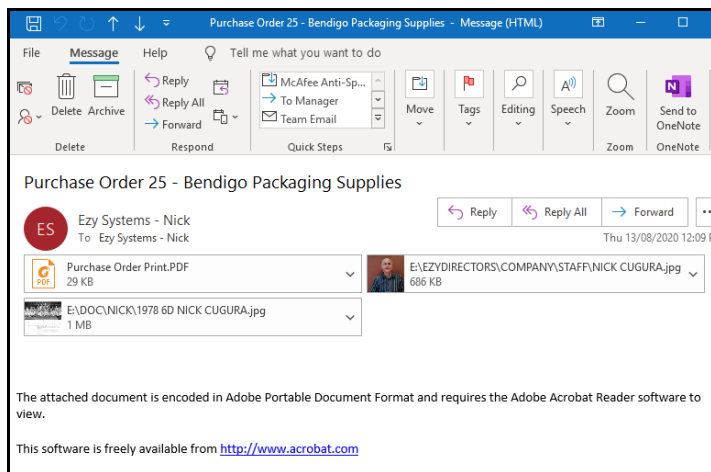 Purchase Order 25 - Bendigo Packaging Supplies - Message (HTML)
File Message Help Tell me what you want to do
Delete Archive
Reply
Reply All
Forward
McAfee Anti-Sp...
To Manager
Team Email
Move Tags Editing Speech Zoom Send to
OneNote
Delete Respond Quick Steps Zoom OneNote
Purchase Order 25 - Bendigo Packaging Supplies
Reply Reply All Forward
ES
Ezy Systems - Nick
To Ezy Systems - Nick
Thu 13/08/2020 12:09
PDF
Purchase Order Print.PDF
29 KB
E:\EZYDIRECTORS\COMPANY\STAFF\NICK CUGURA.jpg
686 KB
E:\DOC\NICK\1978 6D NICK CUGURA.jpg
1 MB
The attached document is encoded in Adobe Portable Document Format and requires the Adobe Acrobat Reader software to
view.
This software is freely available from http://www.acrobat.com